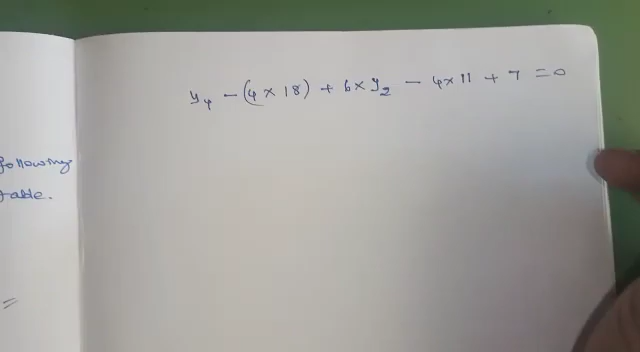 y₄ - (4 × 18) + 6 × y₂ - 4 × 11 + 7 = 0
following
table.
=